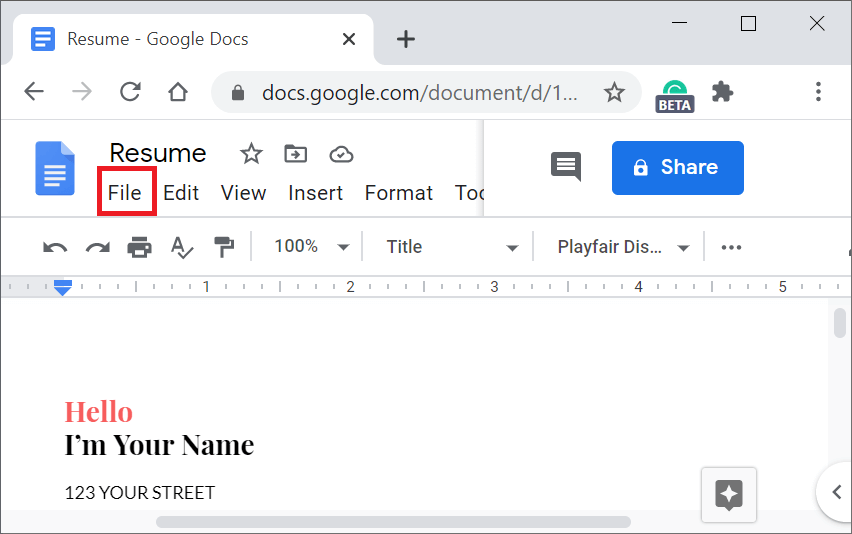 Resume - Google Docs
docs.google.com/document/d/1...
BETA
Resume
File Edit View Insert Format Too
Share
100% Title Playfair Dis...
1 2 3 4 5
Hello
I'm Your Name
123 YOUR STREET